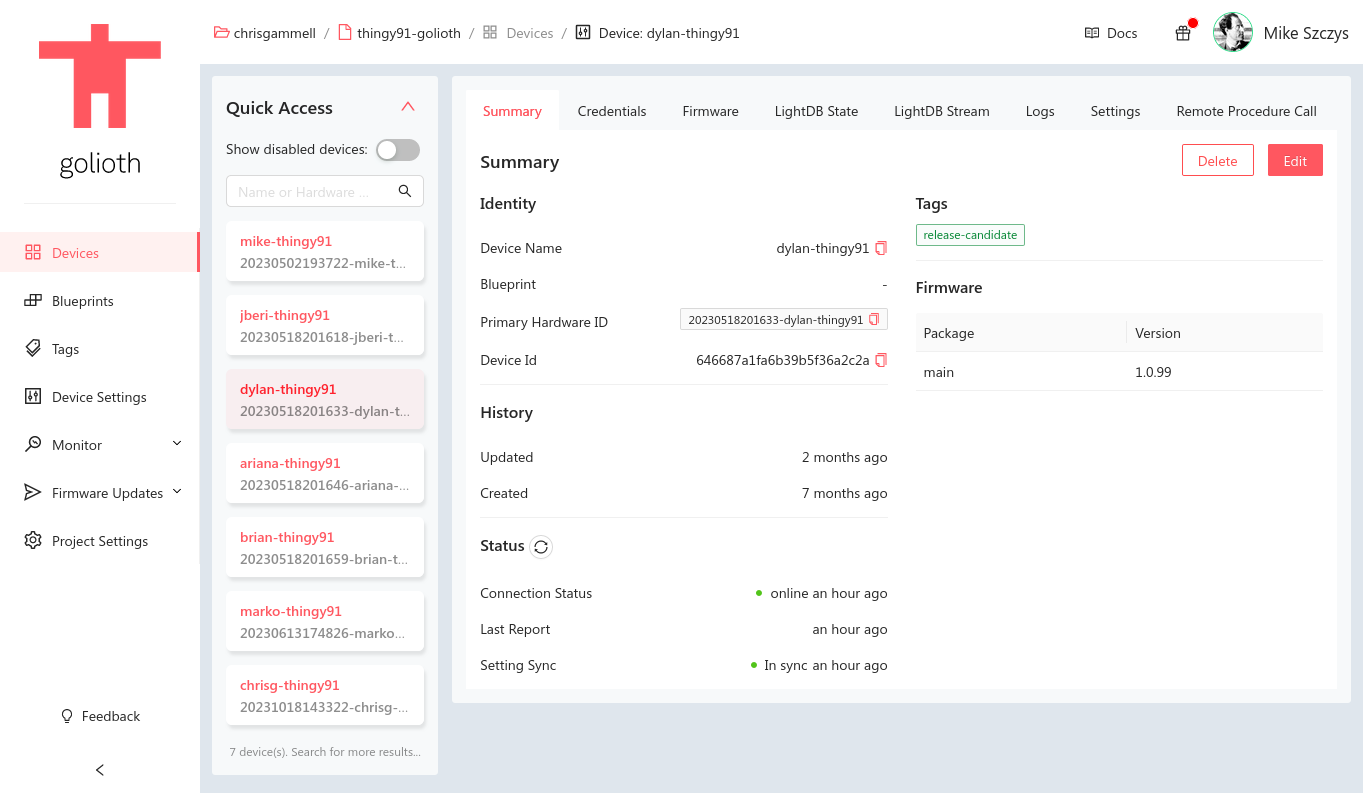 golioth
Devices
Blueprints
Tags
Device Settings
Monitor
Firmware Updates
Project Settings
Feedback
chrisgammell / thingy91-golioth / Devices / Device: dylan-thingy91
Docs
Mike Szczys
Quick Access
Show disabled devices:
Name or Hardware ...
mike-thingy91
20230502193722-mike-t...
jberi-thingy91
20230518201618-jberi-t...
dylan-thingy91
20230518201633-dylan-t...
ariana-thingy91
20230518201646-ariana-...
brian-thingy91
20230518201659-brian-t...
marko-thingy91
20230613174826-marko...
chrisg-thingy91
20231018143322-chrisg-...
7 device(s). Search for more results...
Summary Credentials Firmware LightDB State LightDB Stream Logs Settings Remote Procedure Call
Summary
Delete Edit
Identity
Device Name dylan-thingy91
Blueprint -
Primary Hardware ID 20230518201633-dylan-thingy91
Device Id 646687a1fa6b39b5f36a2c2a
History
Updated 2 months ago
Created 7 months ago
Status
Connection Status online an hour ago
Last Report an hour ago
Setting Sync In sync an hour ago
Tags
release-candidate
Firmware
Package Version
main 1.0.99